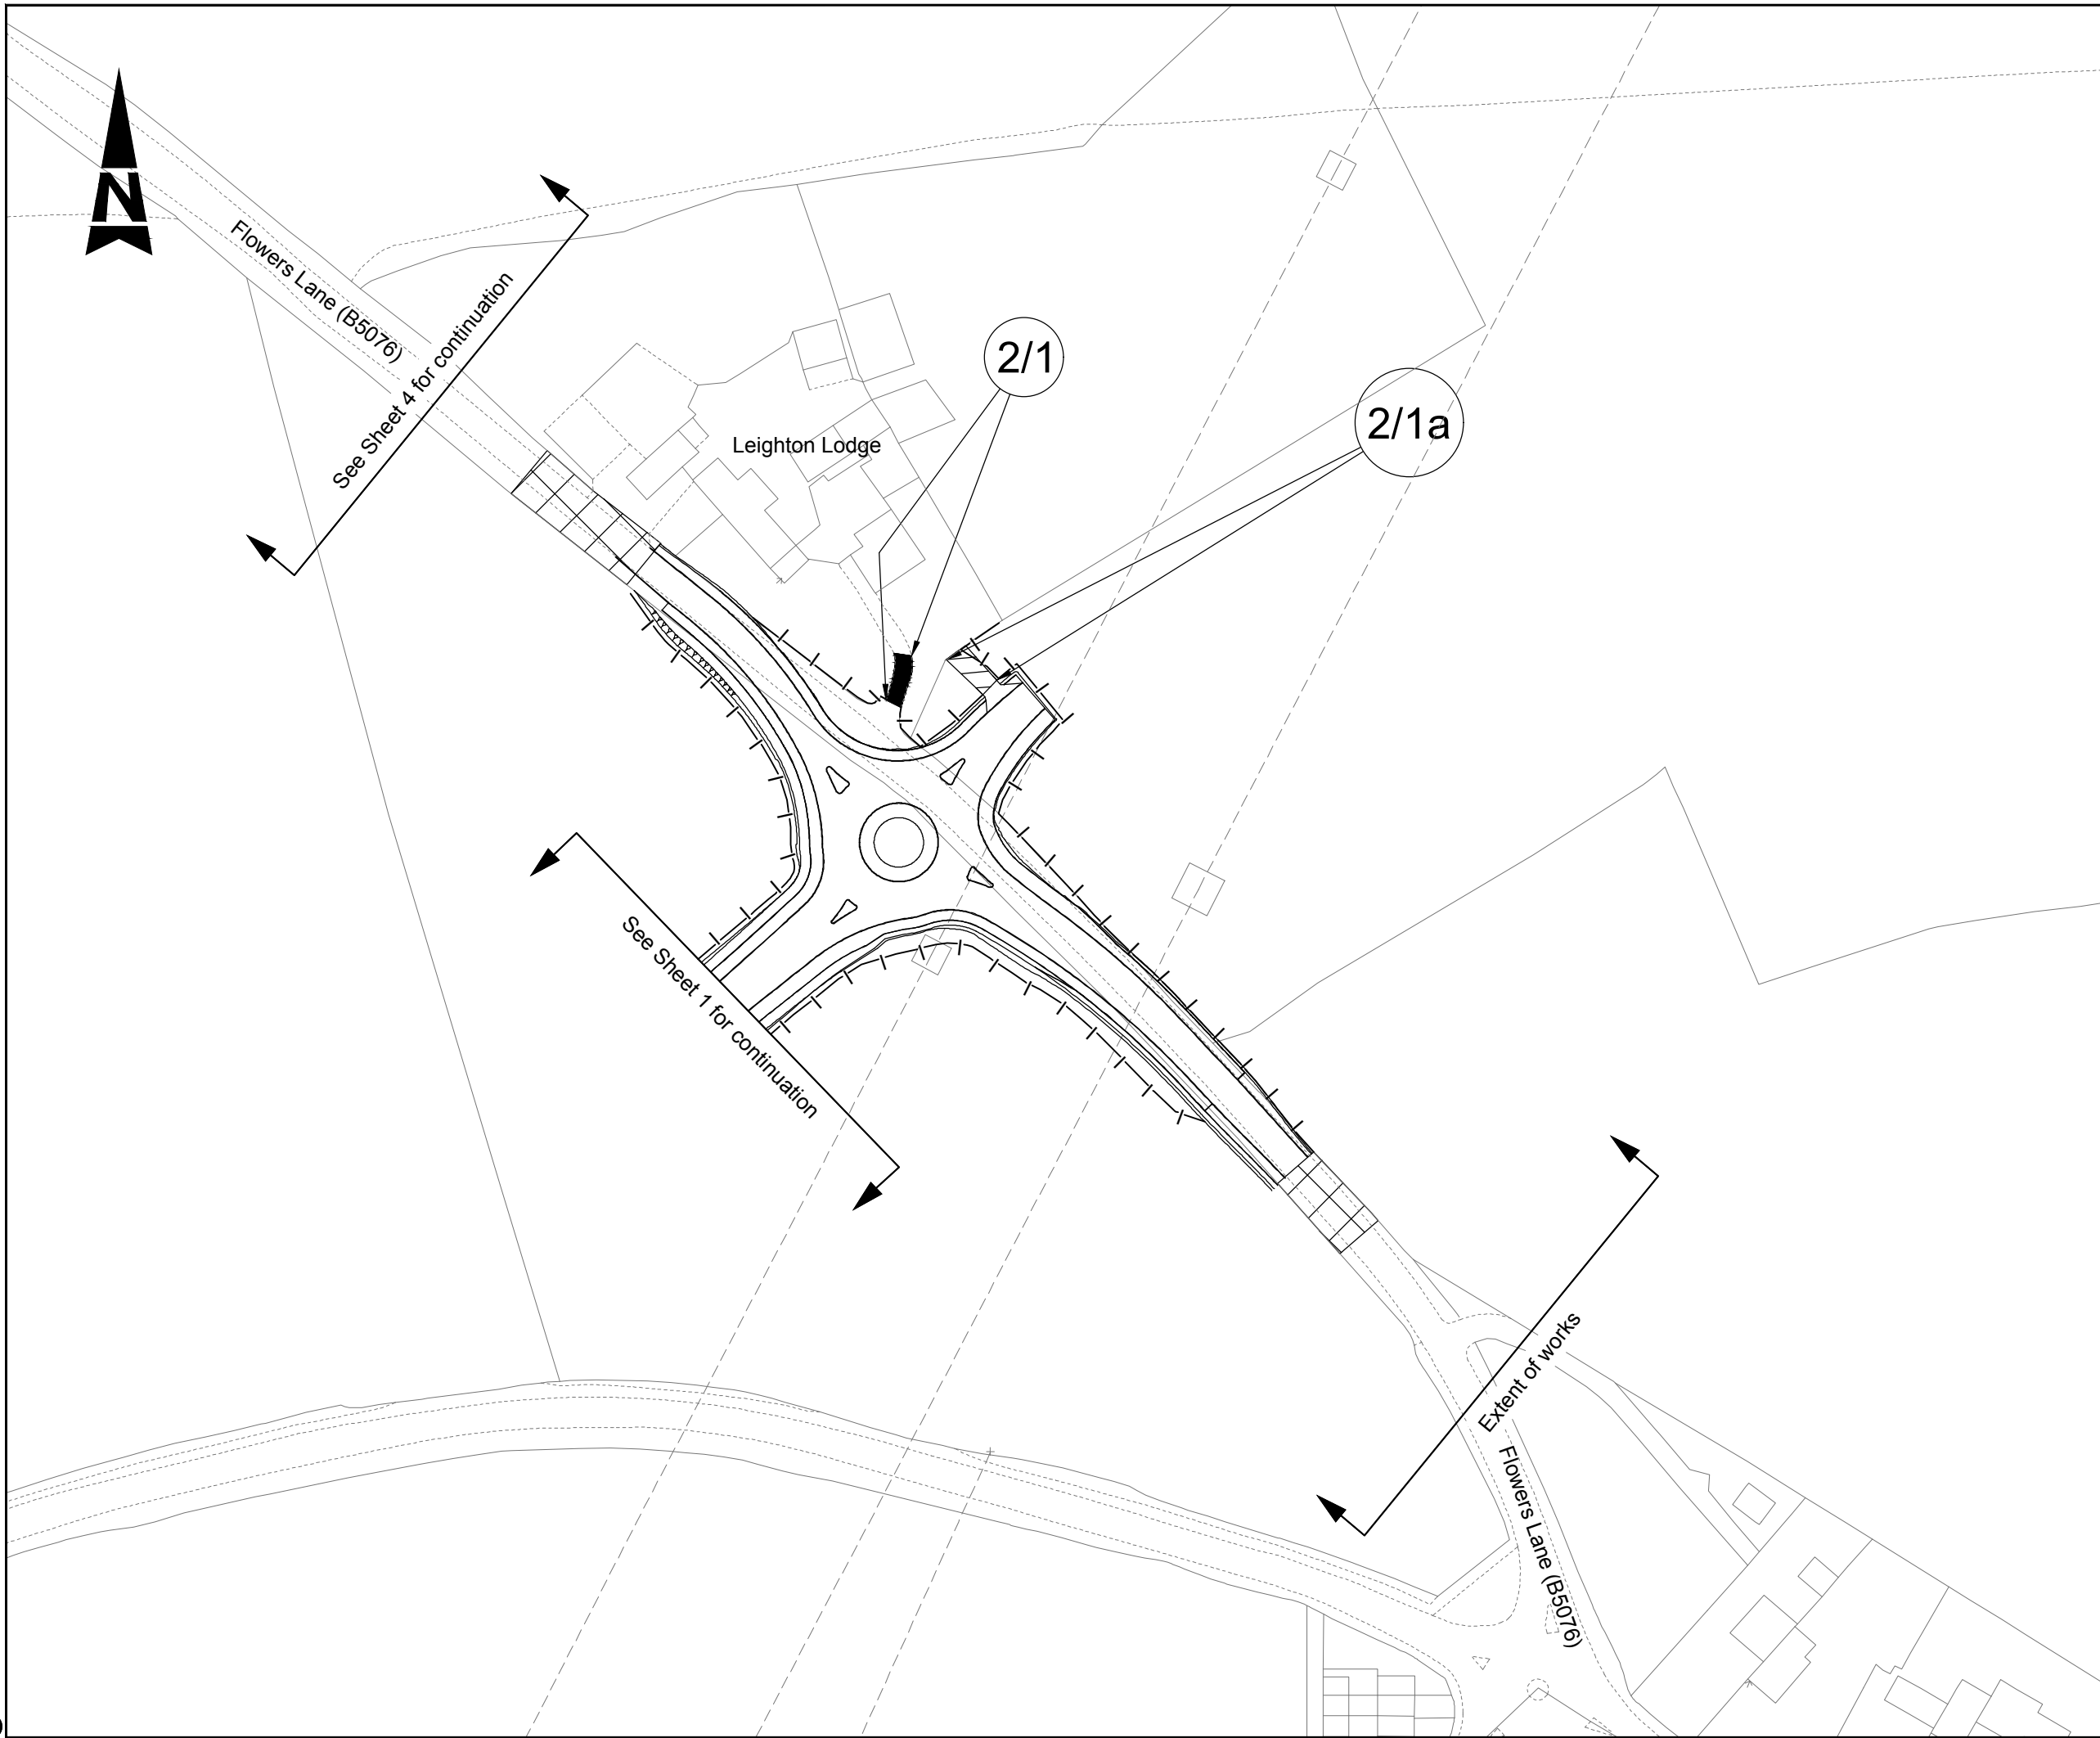 N
Flowers Lane (B5076)
See Sheet 4 for continuation
2/1
2/1a
Leighton Lodge
See Sheet 1 for continuation
Extent of works
Flowers Lane (B5076)